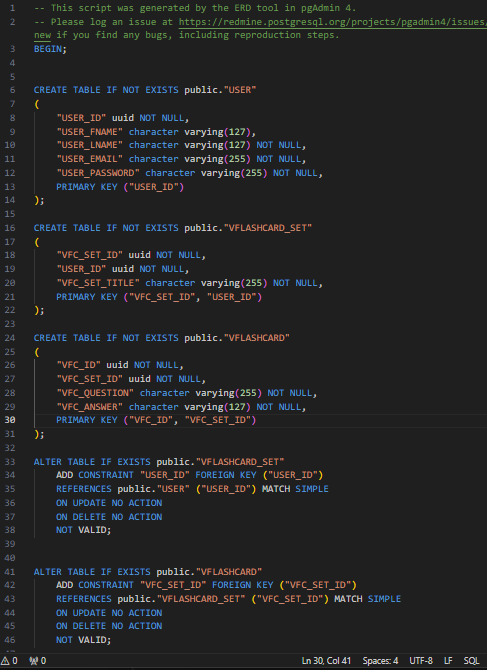 1 -- This script was generated by the ERD tool in pgAdmin 4.
2 -- Please log an issue at https://redmine.postgresql.org/projects/pgadmin4/issues/
new if you find any bugs, including reproduction steps.
3 BEGIN;
4
5
6 CREATE TABLE IF NOT EXISTS public."USER"
7 (
8 "USER_ID" uuid NOT NULL,
9 "USER_FNAME" character varying(127),
10 "USER_LNAME" character varying(127) NOT NULL,
11 "USER_EMAIL" character varying(255) NOT NULL,
12 "USER_PASSWORD" character varying(255) NOT NULL,
13 PRIMARY KEY ("USER_ID")
14 );
15
16 CREATE TABLE IF NOT EXISTS public."VFLASHCARD_SET"
17 (
18 "VFC_SET_ID" uuid NOT NULL,
19 "USER_ID" uuid NOT NULL,
20 "VFC_SET_TITLE" character varying(255) NOT NULL,
21 PRIMARY KEY ("VFC_SET_ID", "USER_ID")
22 );
23
24 CREATE TABLE IF NOT EXISTS public."VFLASHCARD"
25 (
26 "VFC_ID" uuid NOT NULL,
27 "VFC_SET_ID" uuid NOT NULL,
28 "VFC_QUESTION" character varying(255) NOT NULL,
29 "VFC_ANSWER" character varying(127) NOT NULL,
30 PRIMARY KEY ("VFC_ID", "VFC_SET_ID")
31 );
32
33 ALTER TABLE IF EXISTS public."VFLASHCARD_SET"
34 ADD CONSTRAINT "USER_ID" FOREIGN KEY ("USER_ID")
35 REFERENCES public."USER" ("USER_ID") MATCH SIMPLE
36 ON UPDATE NO ACTION
37 ON DELETE NO ACTION
38 NOT VALID;
39
40
41 ALTER TABLE IF EXISTS public."VFLASHCARD"
42 ADD CONSTRAINT "VFC_SET_ID" FOREIGN KEY ("VFC_SET_ID")
43 REFERENCES public."VFLASHCARD_SET" ("VFC_SET_ID") MATCH SIMPLE
44 ON UPDATE NO ACTION
45 ON DELETE NO ACTION
46 NOT VALID;
0 0 Ln 30, Col 41 Spaces: 4 UTF-8 LF SQL